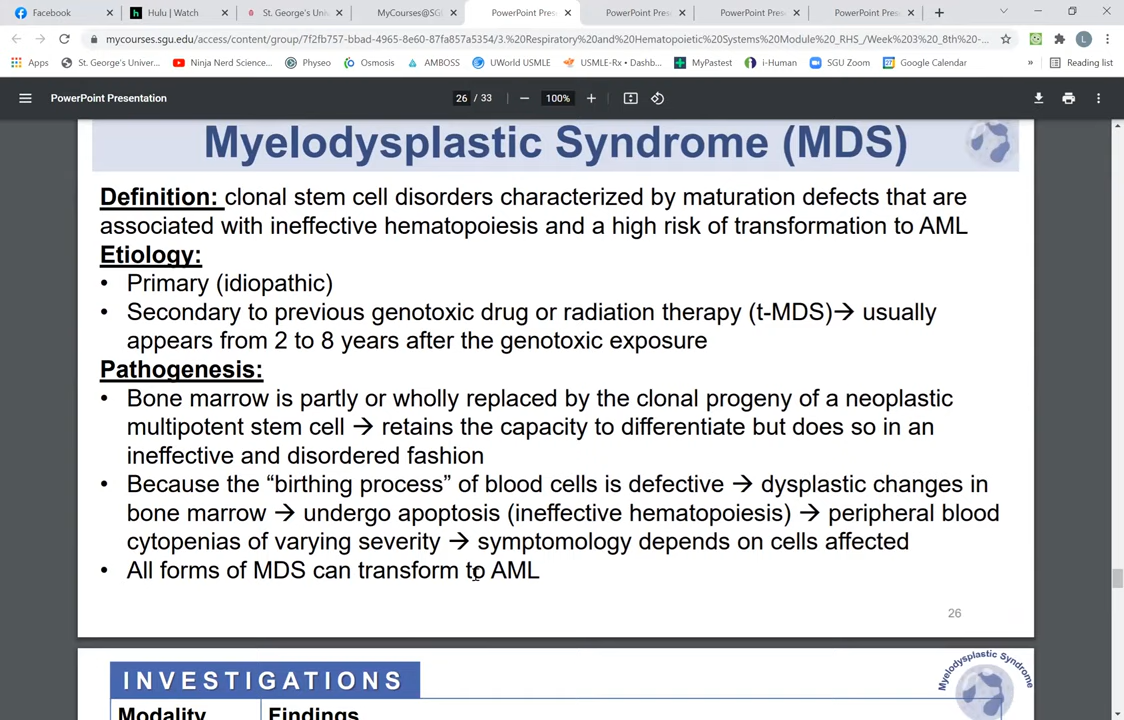 Facebook
Hulu | Watch
St. George's Uni
MyCourses@SG
PowerPoint Pres
PowerPoint Pres
PowerPoint Pres
PowerPoint Pres
mycourses.sgu.edu/access/content/group/7f2fb757-bbad-4965-8e60-87fa857a5354/3.%20Respiratory%20and%20Hematopoietic%20Systems%20Module%20_RHS_/Week%203%20_8th%20-...
L
Apps
St. George's Univer...
Ninja Nerd Science...
Physeo
Osmosis
AMBOSS
UWorld USMLE
USMLE-Rx • Dashb...
MyPastest
i-Human
SGU Zoom
Google Calendar
»
Reading list
PowerPoint Presentation
26 / 33
100%
Myelodysplastic Syndrome (MDS)
Definition: clonal stem cell disorders characterized by maturation defects that are
associated with ineffective hematopoiesis and a high risk of transformation to AML
Etiology:
• Primary (idiopathic)
• Secondary to previous genotoxic drug or radiation therapy (t-MDS)→ usually
appears from 2 to 8 years after the genotoxic exposure
Pathogenesis:
• Bone marrow is partly or wholly replaced by the clonal progeny of a neoplastic
multipotent stem cell → retains the capacity to differentiate but does so in an
ineffective and disordered fashion
• Because the “birthing process” of blood cells is defective → dysplastic changes in
bone marrow → undergo apoptosis (ineffective hematopoiesis) → peripheral blood
cytopenias of varying severity → symptomology depends on cells affected
• All forms of MDS can transform to AML
26
INVESTIGATIONS
Myelodysplastic Syndrome
Modality
Findings